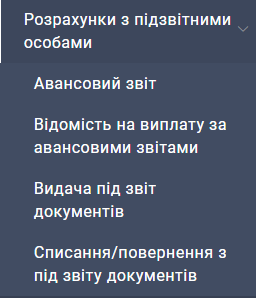 Розрахунки з підзвітними
особами
Авансовий звіт
Відомість на виплату за
авансовими звітами
Видача під звіт
документів
Списання/повернення з
під звіту документів